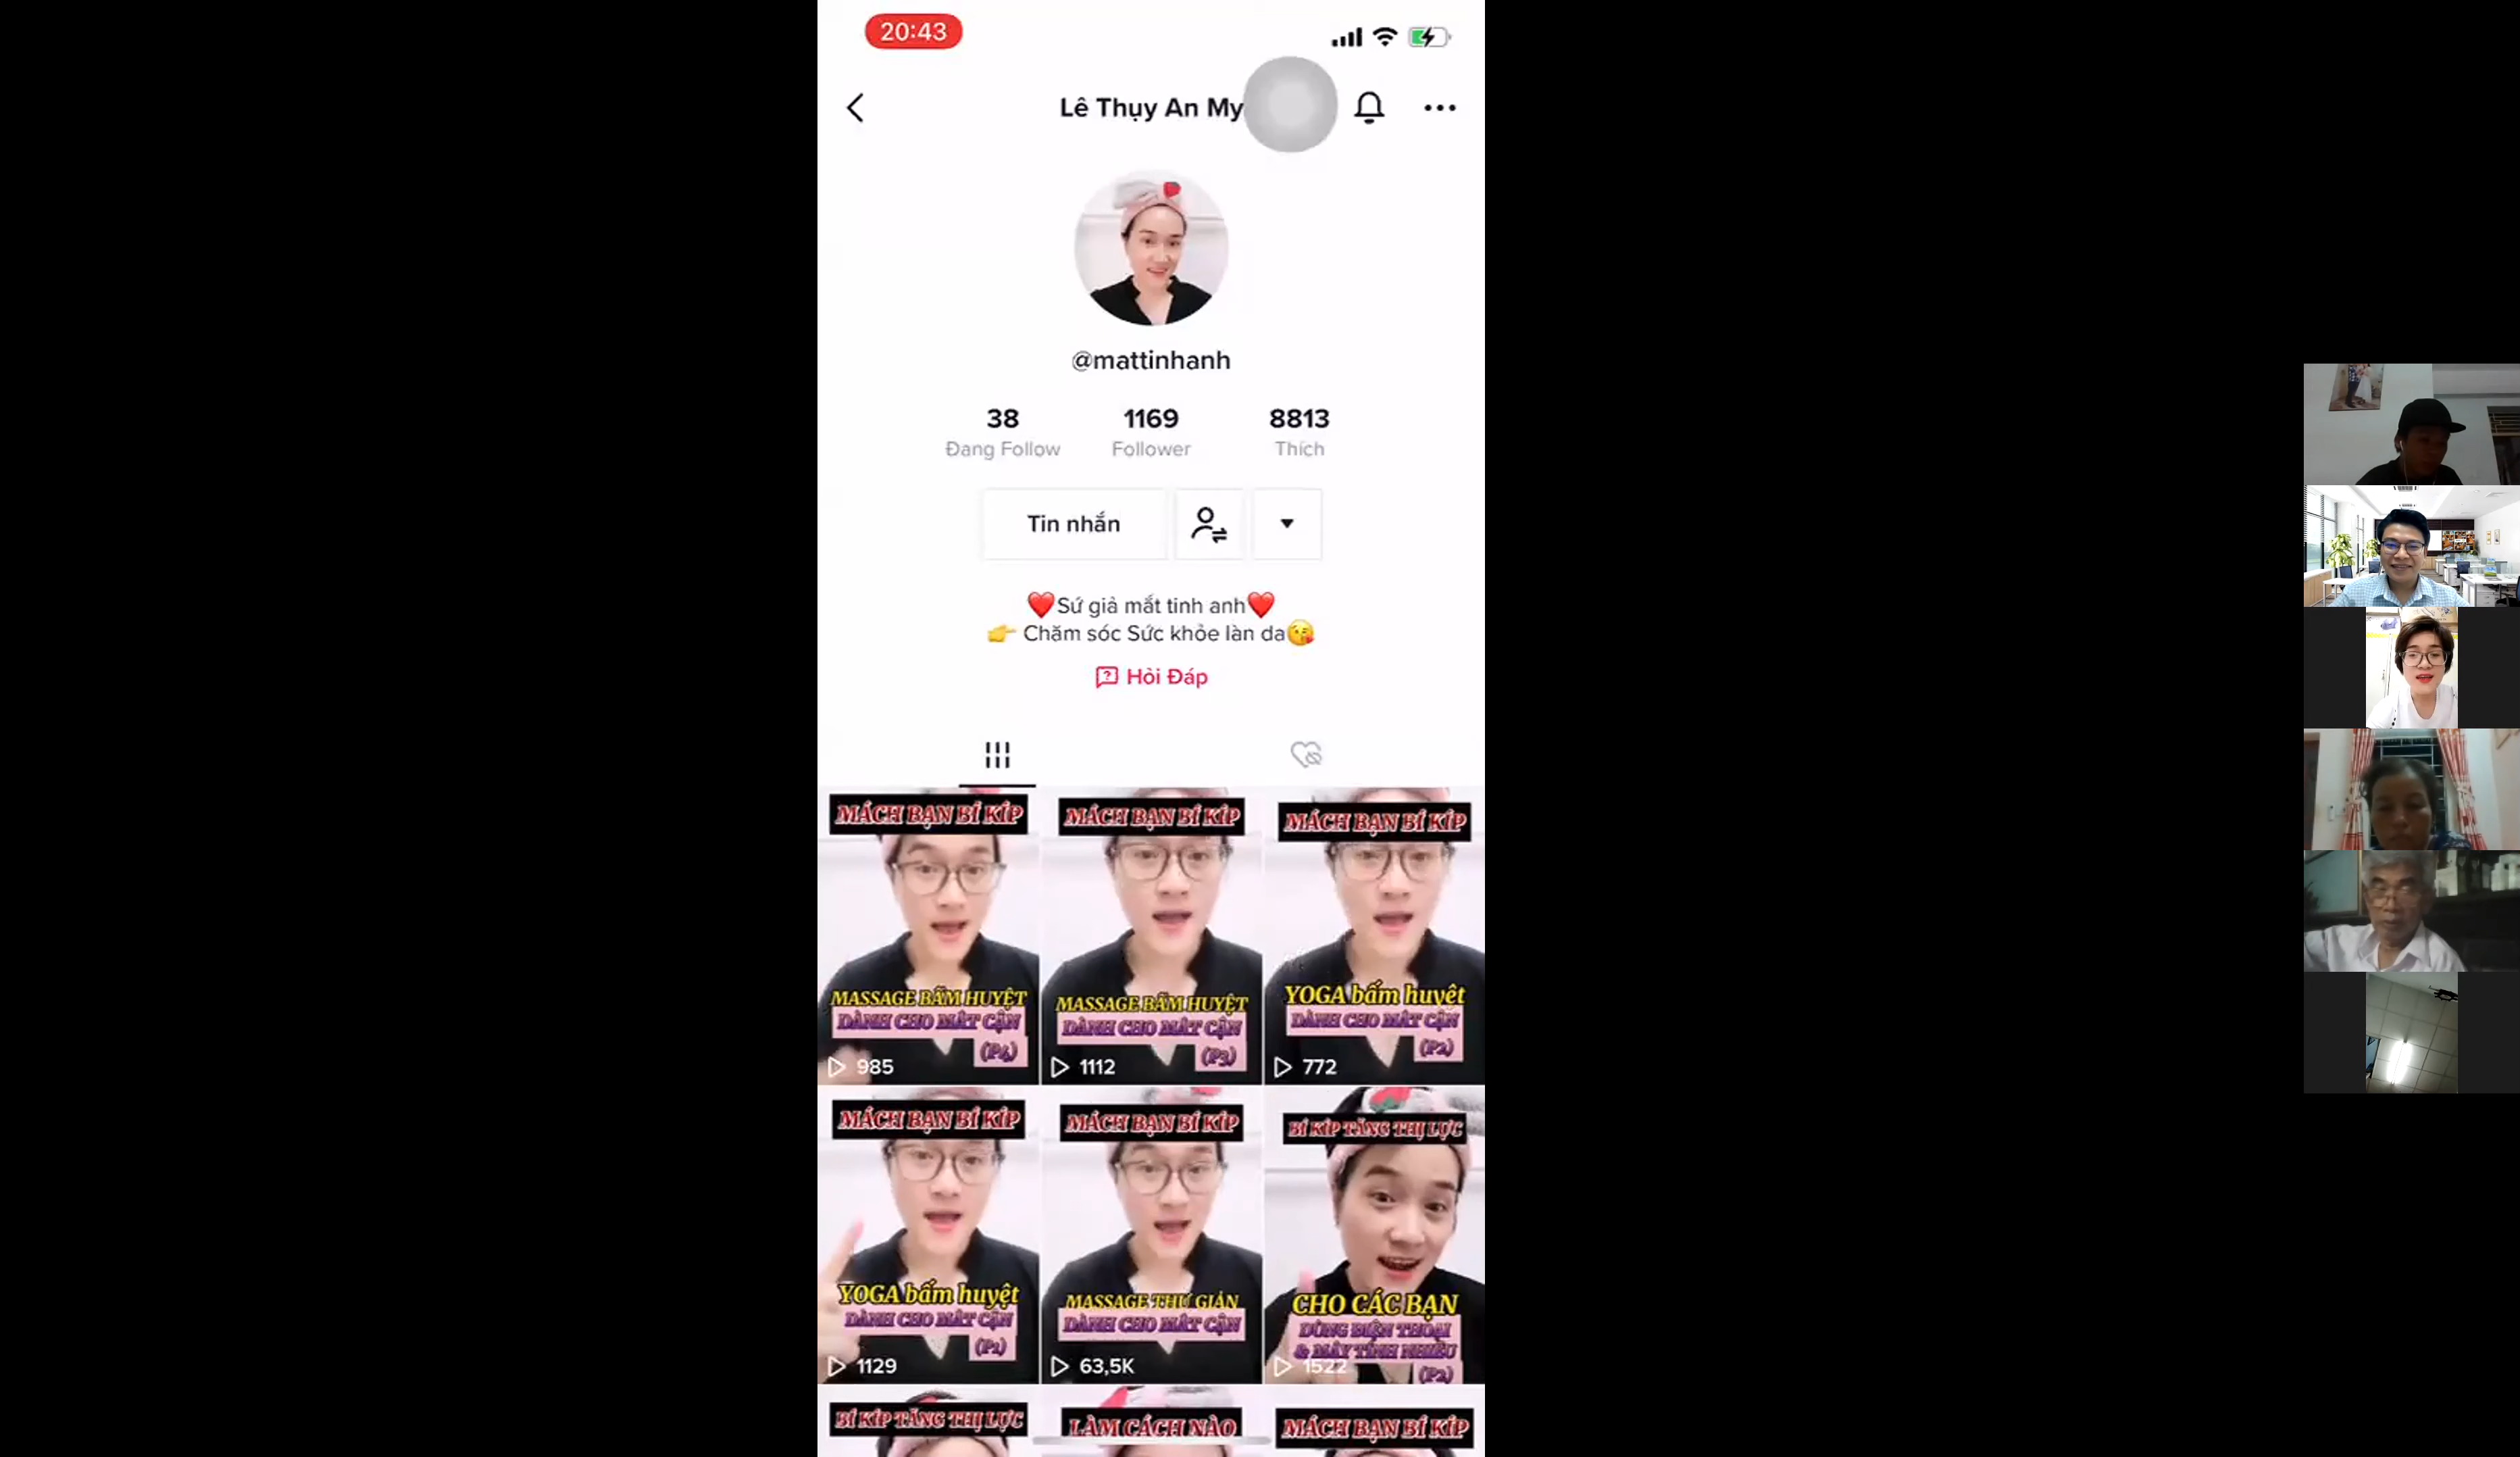 20:43
Lê Thụy An My
@mattinhanh
38
1169
8813
Đang Follow
Follower
Thích
Tin nhắn
❤️Sứ giả mắt tinh anh❤️
👉 Chăm sóc Sức khỏe làn da😘
Hỏi Đáp
MÁCH BẠN BÍ KÍP
MASSAGE BẤM HUYỆT
DÀNH CHO MẮT CẬN
(P4)
985
MÁCH BẠN BÍ KÍP
MASSAGE BẤM HUYỆT
DÀNH CHO MẮT CẬN
(P3)
1112
MÁCH BẠN BÍ KÍP
YOGA bấm huyệt
DÀNH CHO MẮT CẬN
(P2)
772
MÁCH BẠN BÍ KÍP
YOGA bấm huyệt
DÀNH CHO MẮT CẬN
(P1)
1129
MÁCH BẠN BÍ KÍP
MASSAGE THƯ GIÃN
DÀNH CHO MẮT CẬN
63,5K
BÍ KÍP TĂNG THỊ LỰC
CHO CÁC BẠN
DÙNG ĐIỆN THOẠI
& MÁY TÍNH NHIỀU
(P2)
1522
BÍ KÍP TĂNG THỊ LỰC
LÀM CÁCH NÀO
MÁCH BẠN BÍ KÍP